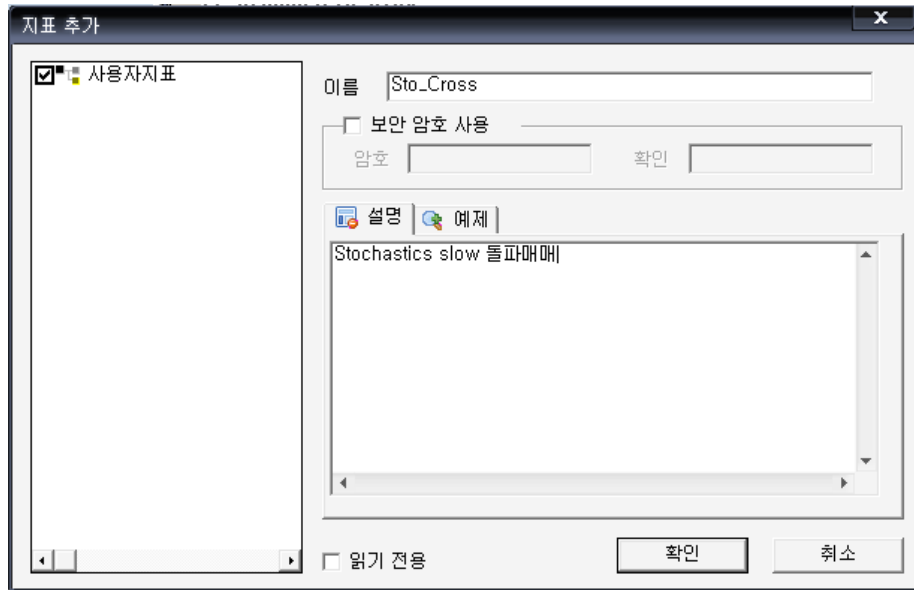 지표 추가
x
사용자지표
이름 Sto_Cross
보안 암호 사용
암호 확인
설명 예제
Stochastics slow 돌파매매
읽기 전용 확인 취소